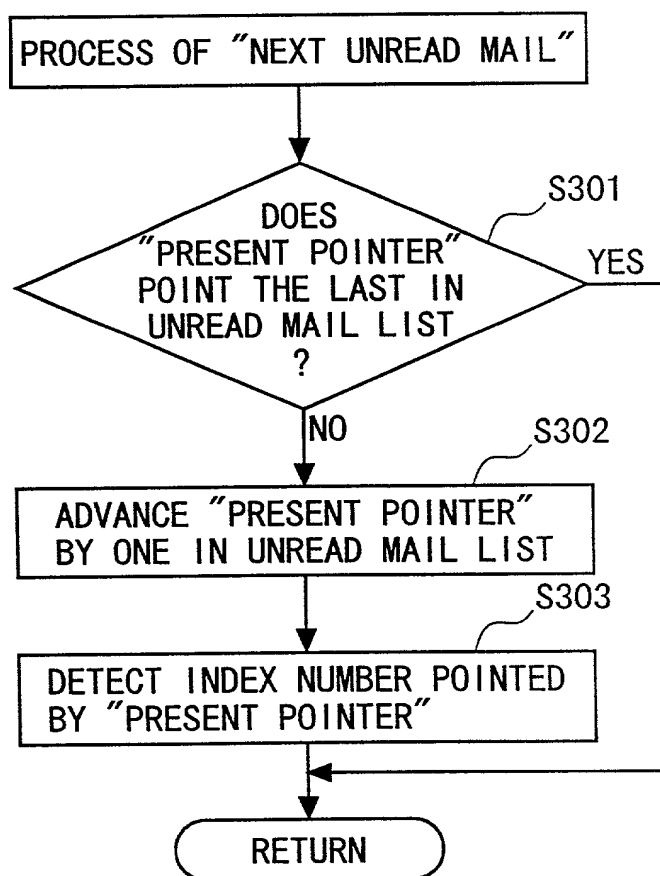 PROCESS OF "NEXT UNREAD MAIL"
S301
DOES
"PRESENT POINTER"
POINT THE LAST IN
UNREAD MAIL LIST
?
YES
NO
S302
ADVANCE "PRESENT POINTER"
BY ONE IN UNREAD MAIL LIST
S303
DETECT INDEX NUMBER POINTED
BY "PRESENT POINTER"
RETURN